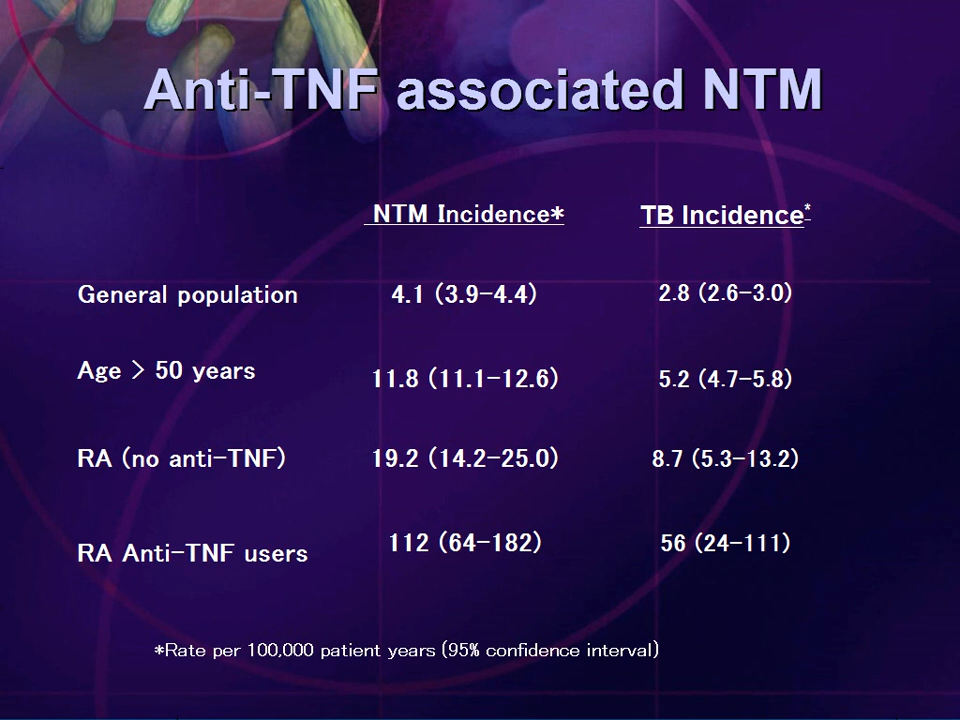 Anti-TNF associated NTM
NTM Incidence* TB Incidence*
General population 4.1 (3.9-4.4) 2.8 (2.6-3.0)
Age > 50 years 11.8 (11.1-12.6) 5.2 (4.7-5.8)
RA (no anti-TNF) 19.2 (14.2-25.0) 8.7 (5.3-13.2)
RA Anti-TNF users 112 (64-182) 56 (24-111)
*Rate per 100,000 patient years (95% confidence interval)